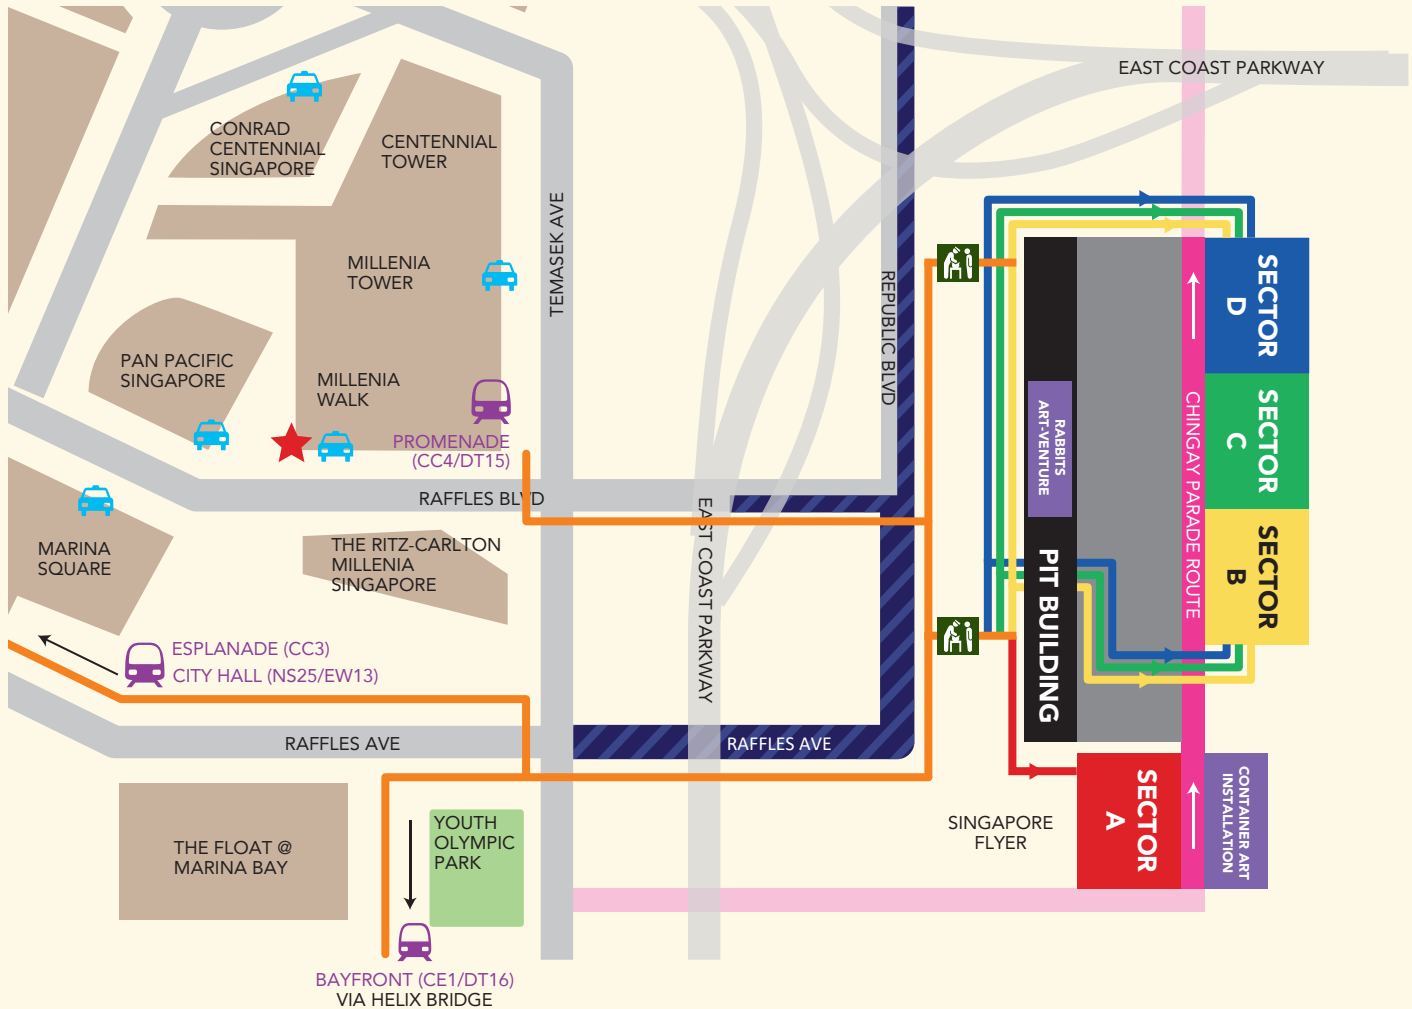 EAST COAST PARKWAY
CONRAD
CENTENNIAL
SINGAPORE
CENTENNIAL
TOWER
TEMASEK AVE
MILLENIA
TOWER
REPUBLIC BLVD
SECTOR
D
PAN PACIFIC
SINGAPORE
MILLENIA
WALK
PROMENADE
(CC4/DT15)
RABBITS
ART-VENTURE
CHINGAY PARADE ROUTE
SECTOR
C
RAFFLES BLVD
EAST COAST PARKWAY
MARINA
SQUARE
THE RITZ-CARLTON
MILLENIA
SINGAPORE
PIT BUILDING
SECTOR
B
ESPLANADE (CC3)
CITY HALL (NS25/EW13)
RAFFLES AVE
RAFFLES AVE
THE FLOAT @
MARINA BAY
YOUTH
OLYMPIC
PARK
SINGAPORE
FLYER
SECTOR
A
CONTAINER ART
INSTALLATION
BAYFRONT (CE1/DT16)
VIA HELIX BRIDGE